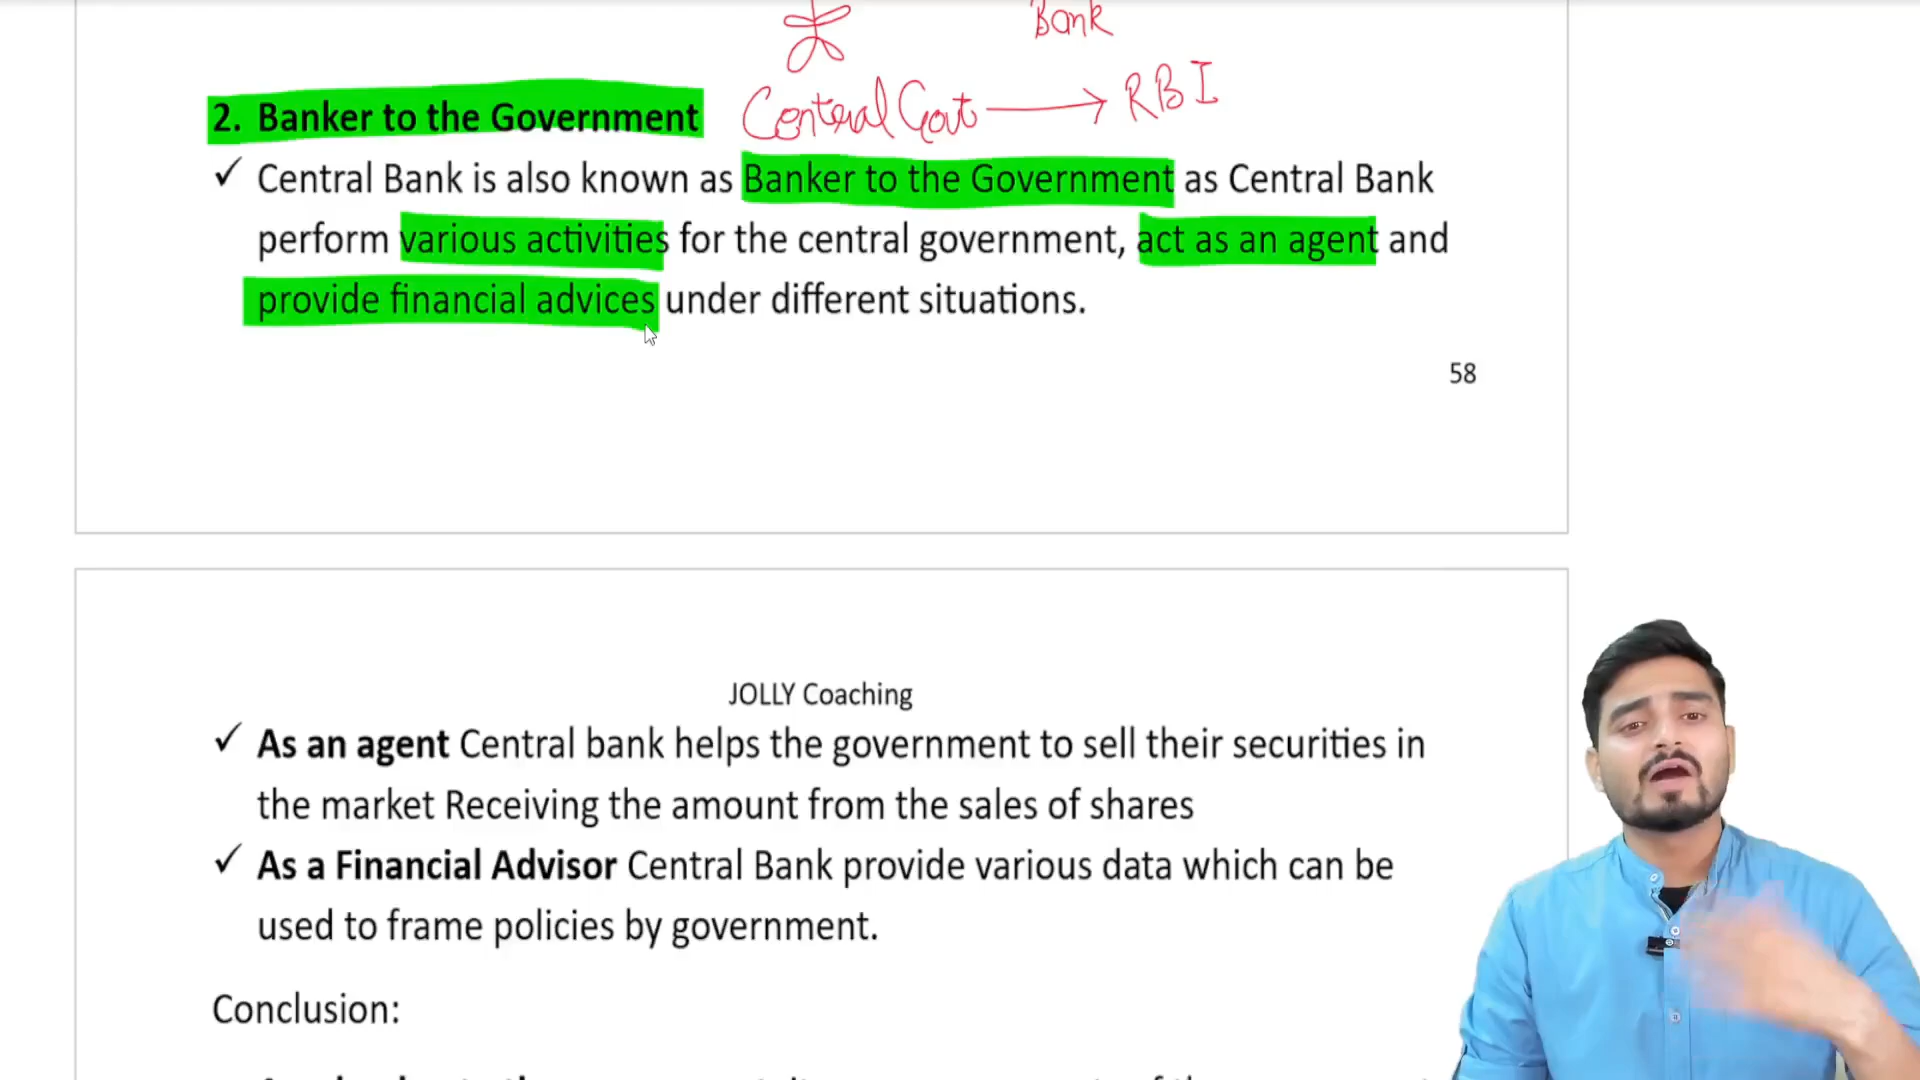 Bank
Central Govt → RBI
2. Banker to the Government
✓ Central Bank is also known as Banker to the Government as Central Bank
perform various activities for the central government, act as an agent and
provide financial advices under different situations.
58
JOLLY Coaching
✓ As an agent Central bank helps the government to sell their securities in
the market Receiving the amount from the sales of shares
✓ As a Financial Advisor Central Bank provide various data which can be
used to frame policies by government.
Conclusion: